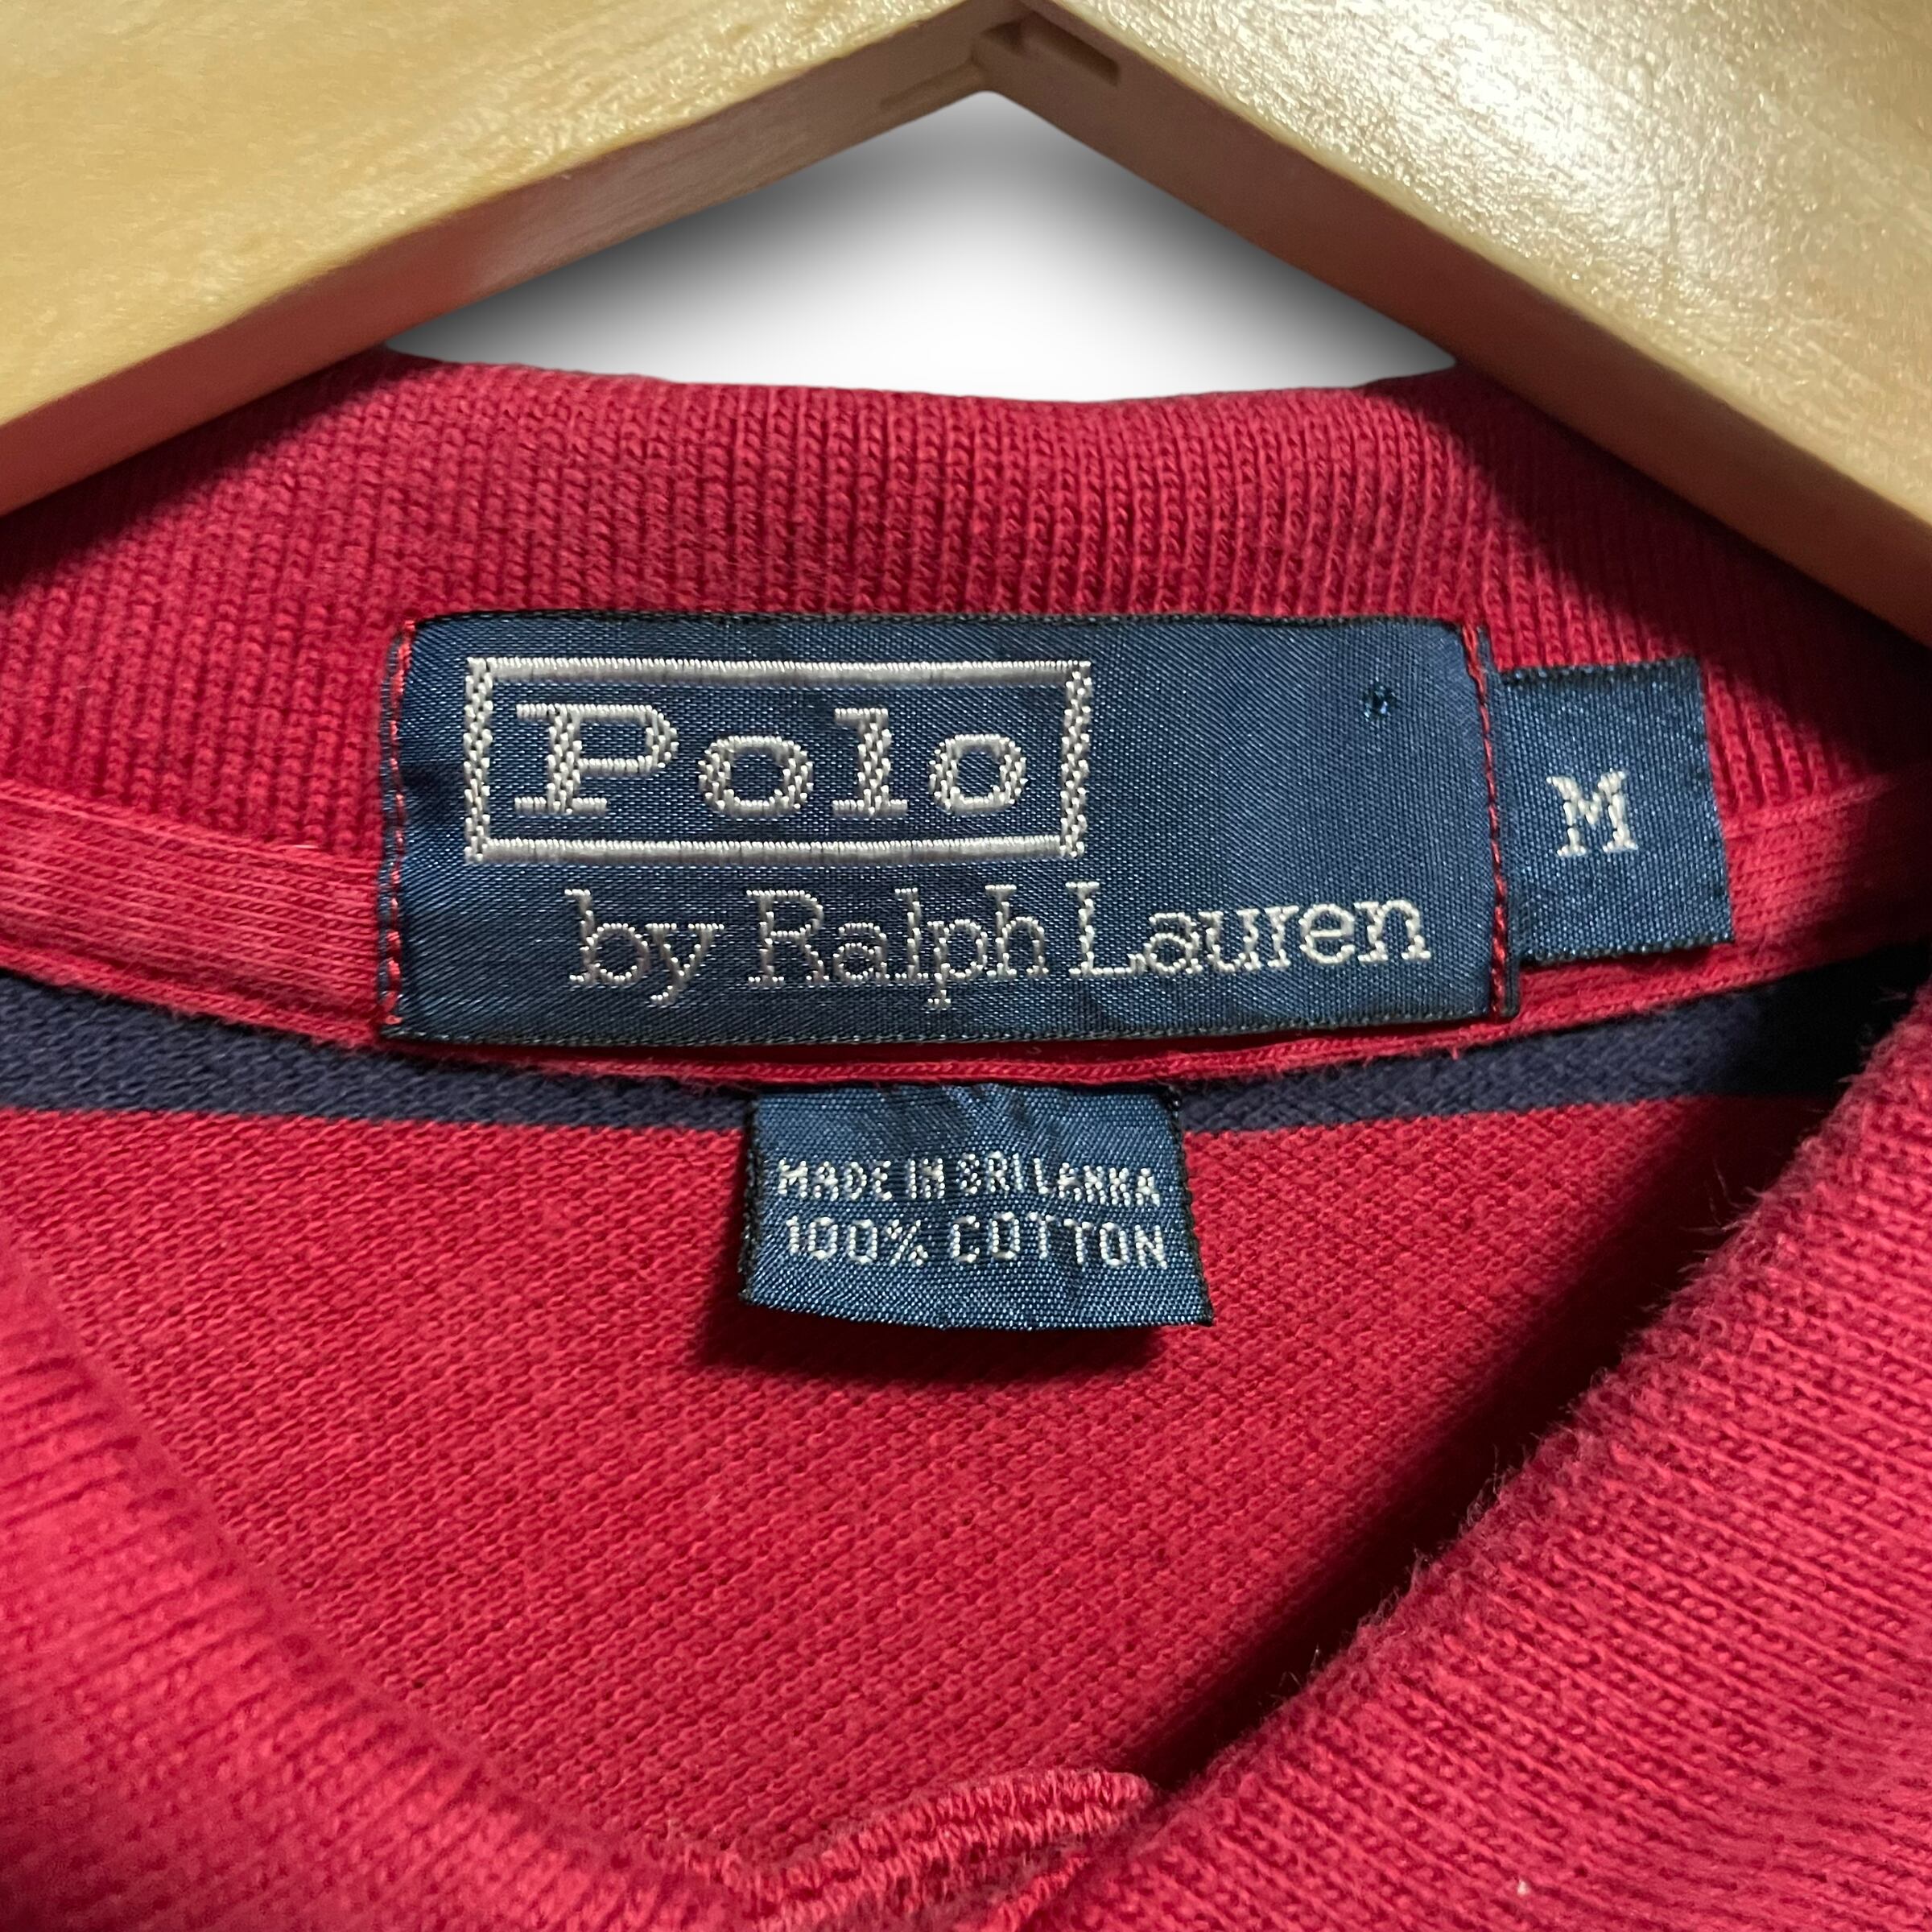 Polo
by Ralph Lauren
M
MADE IN SRI LANKA
100% COTTON